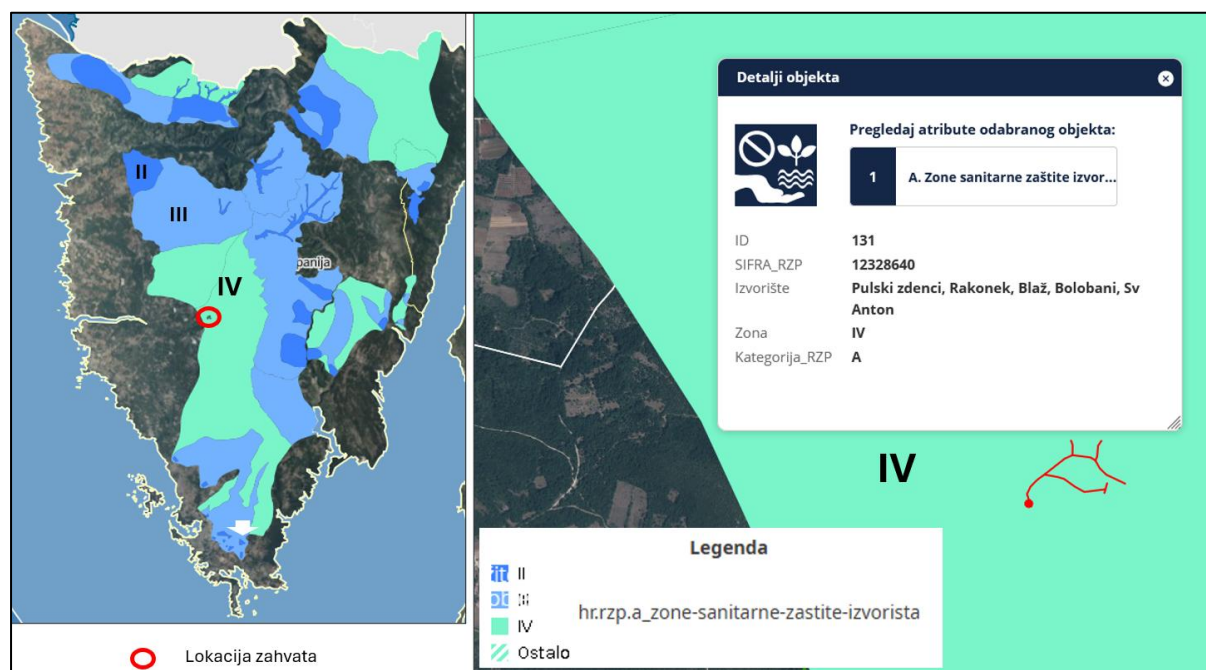 II
III
IV
panija
Lokacija zahvata
Detalji objekta
Pregledaj atribute odabranog objekta:
1 A. Zone sanitarne zaštite izvor...
ID 131
SIFRA_RZP 12328640
Izvorište Pulski zdenci, Rakonek, Blaž, Bolobani, Sv
Anton
Zona IV
Kategorija_RZP A
IV
Legenda
II
IV
Ostalo
hr.rzp.a_zone-sanitarne-zastite-izvorista